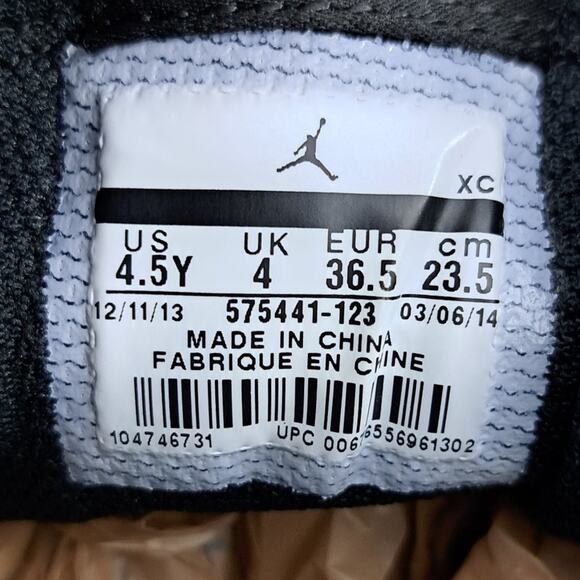 XC
US UK EUR cm
4.5Y 4 36.5 23.5
12/11/13 575441-123 03/06/14
MADE IN CHINA
FABRIQUE EN CHINE
104746731 UPC 00676556961302